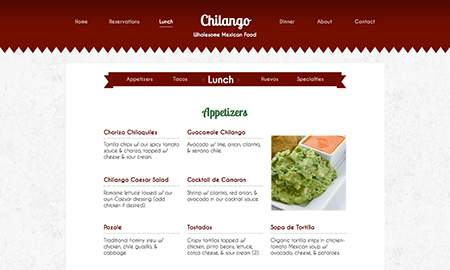 Home Reservations Lunch Chilango Dinner About Contact
Wholesome Mexican Food
Appetizers Tacos Lunch Huevos Specialties
Appetizers
Chorizo Chilaquiles
Tortilla chips w/ our spicy tomato
sauce & chorizo, topped w/
cheese & sour cream.
Guacamole Chilango
Avocado w/ lime, onion, cilantro,
& serrano chile.
Chilango Caesar Salad
Romaine lettuce tossed w/ our
own Caesar dressing (add
chicken if desired).
Cocktail de Camaron
Shrimp w/ cilantro, red onion, &
avocado in our cocktail sauce.
Pozole
Traditional hominy stew w/
chicken, chile guajillo, &
cabbage.
Tostadas
Crispy tortillas topped w/
chicken, pinto beans, lettuce,
cotica cheese, & sour cream (2).
Sopa de Tortilla
Organic tortilla chips in chicken-
tomato Mexican soup w/
avocado, cheese, & potatoes.